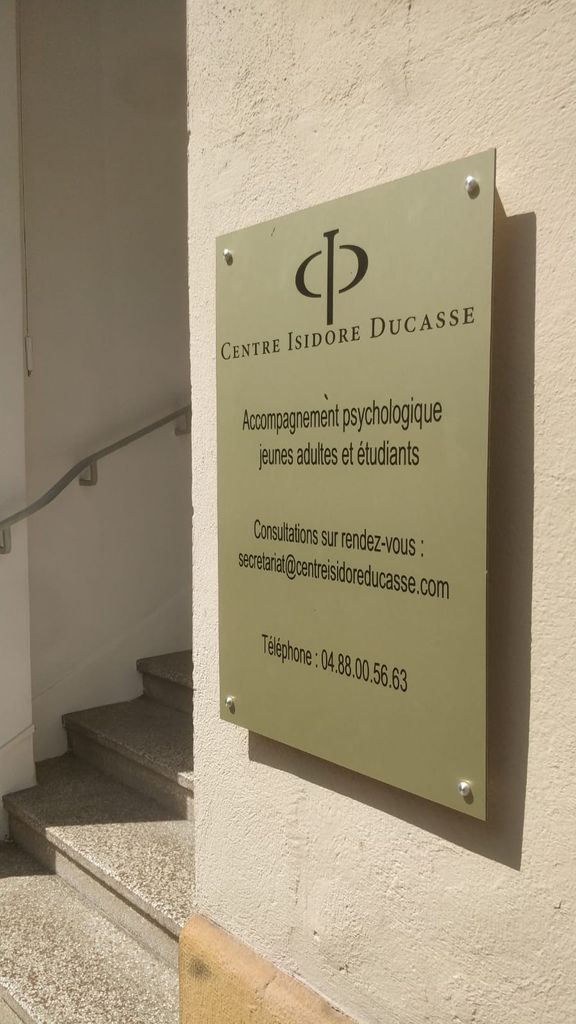 CENTRE ISIDORE DUCASSE
Accompagnement psychologique
jeunes adultes et étudiants
Consultations sur rendez-vous :
secretariat@centreisidoreducasse.com
Téléphone : 04.88.00.56.63